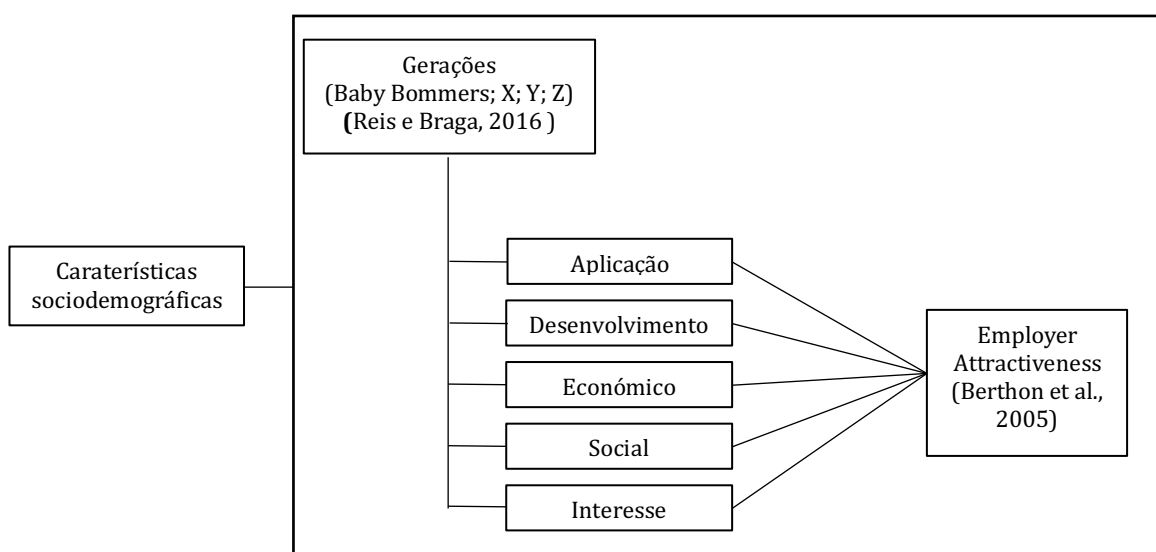 Gerações
(Baby Bommers; X; Y; Z)
(Reis e Braga, 2016 )
Caraterísticas
sociodemográficas
Aplicação
Desenvolvimento
Económico
Social
Interesse
Employer
Attractiveness
(Berthon et al.,
2005)